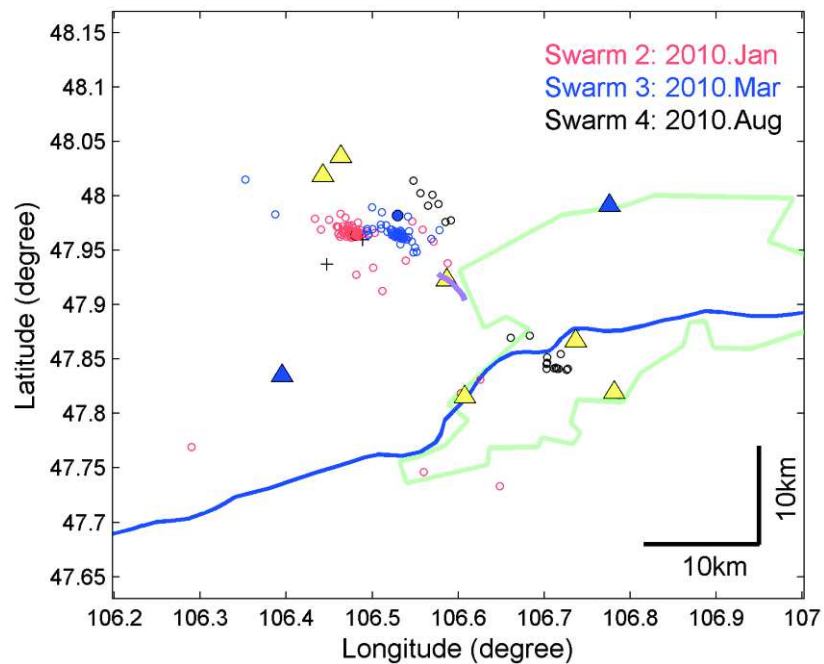 48.15
48.1
48.05
48
47.95
47.9
47.85
47.8
47.75
47.7
47.65
Latitude (degree)
Swarm 2: 2010.Jan
Swarm 3: 2010.Mar
Swarm 4: 2010.Aug
10km
10km
106.2 106.3 106.4 106.5 106.6 106.7 106.8 106.9 107
Longitude (degree)